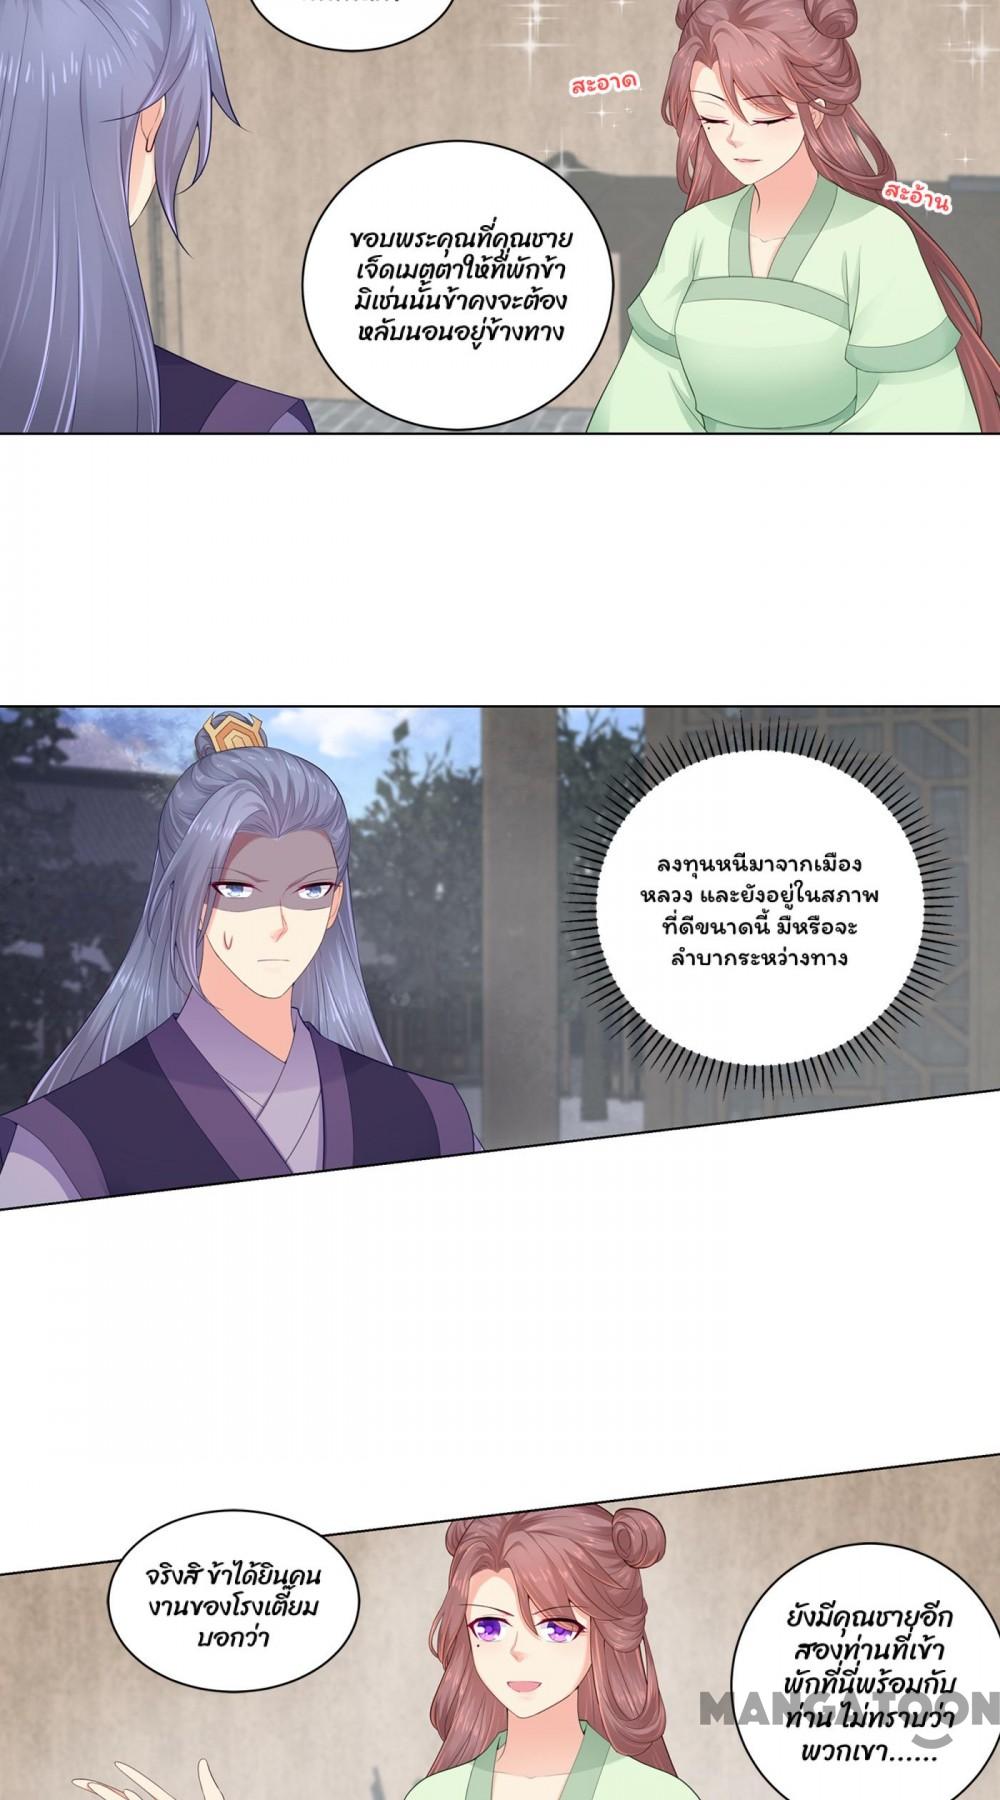 สะอาด
สะอ้าน
ขอบพระคุณที่คุณชาย
เจ็ดเมตตาให้ที่พักข้า
มิเช่นนั้นข้าคงจะต้อง
หลับนอนอยู่ข้างทาง
ลงทุนหนีมาจากเมือง
หลวง และยังอยู่ในสภาพ
ที่ดีขนาดนี้ มีหรือจะ
ลำบากระหว่างทาง
จริงสิ ข้าได้ยินคน
งานของโรงเตี๊ยม
บอกว่า
ยังมีคุณชายอีก
สองท่านที่เข้า
พักที่นี่พร้อมกับ
ท่าน ไม่ทราบว่า
พวกเขา......
MANGATOON